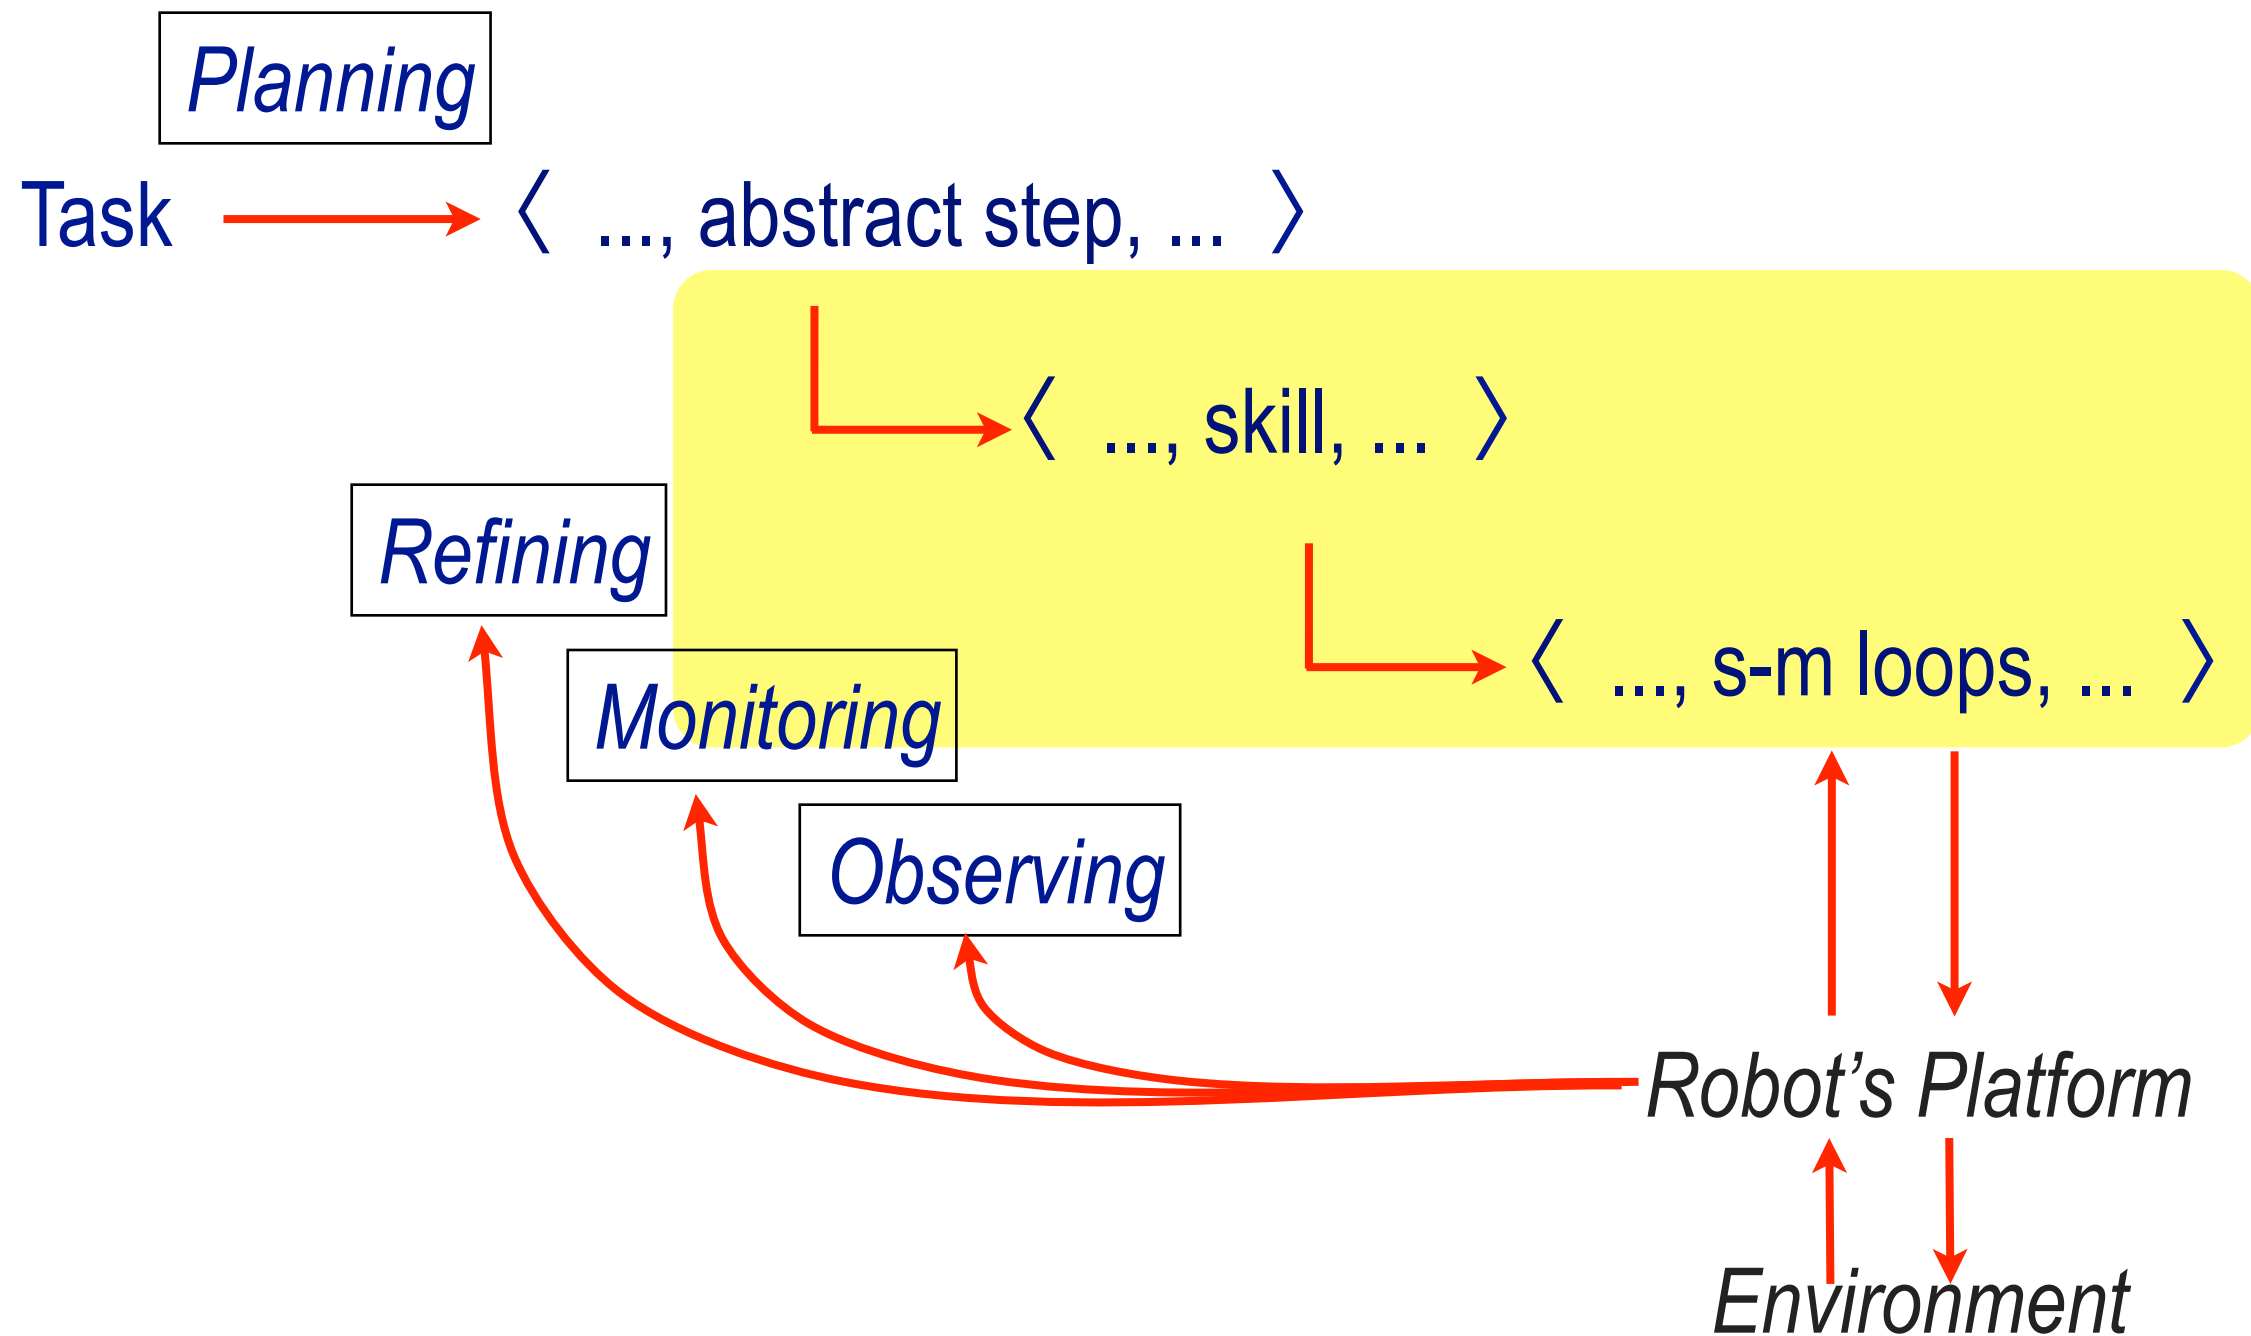 Planning
Task 〈 ..., abstract step, ... 〉
〈 ..., skill, ... 〉
Refining
〈 ..., s-m loops, ... 〉
Monitoring
Observing
Robot’s Platform
Environment